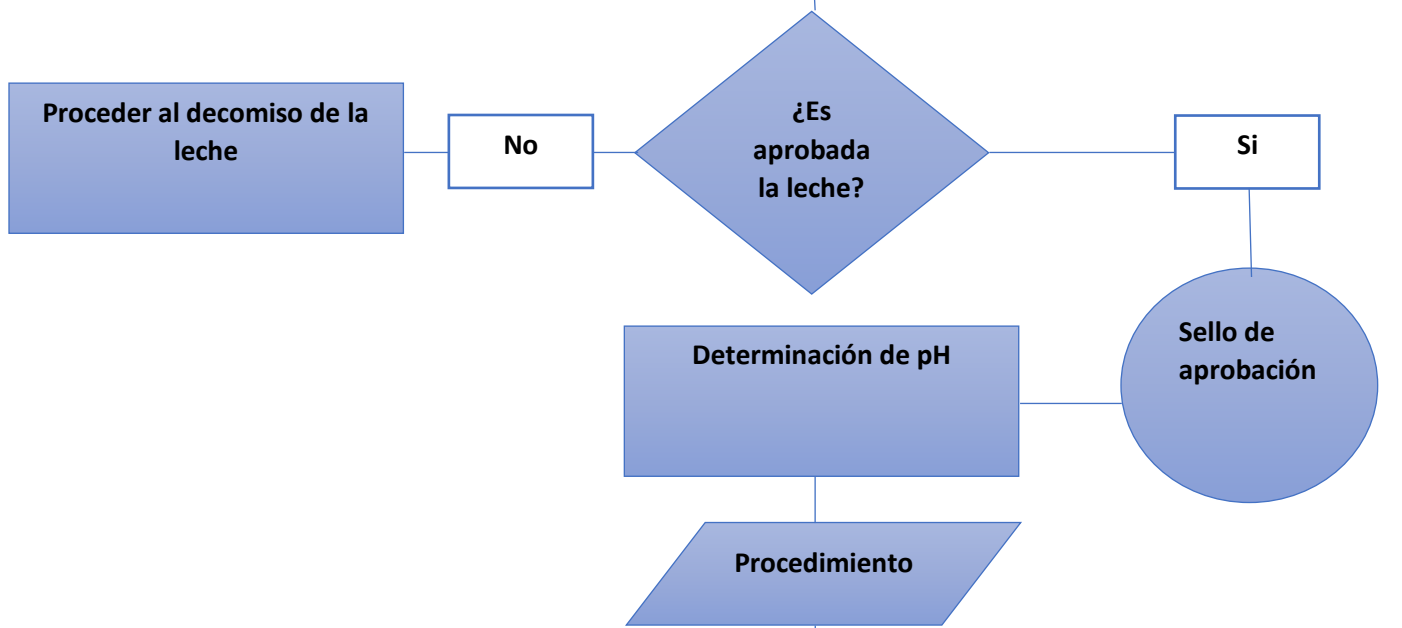 Proceder al decomiso de la
leche
No
¿Es
aprobada
la leche?
Si
Sello de
aprobación
Determinación de pH
Procedimiento